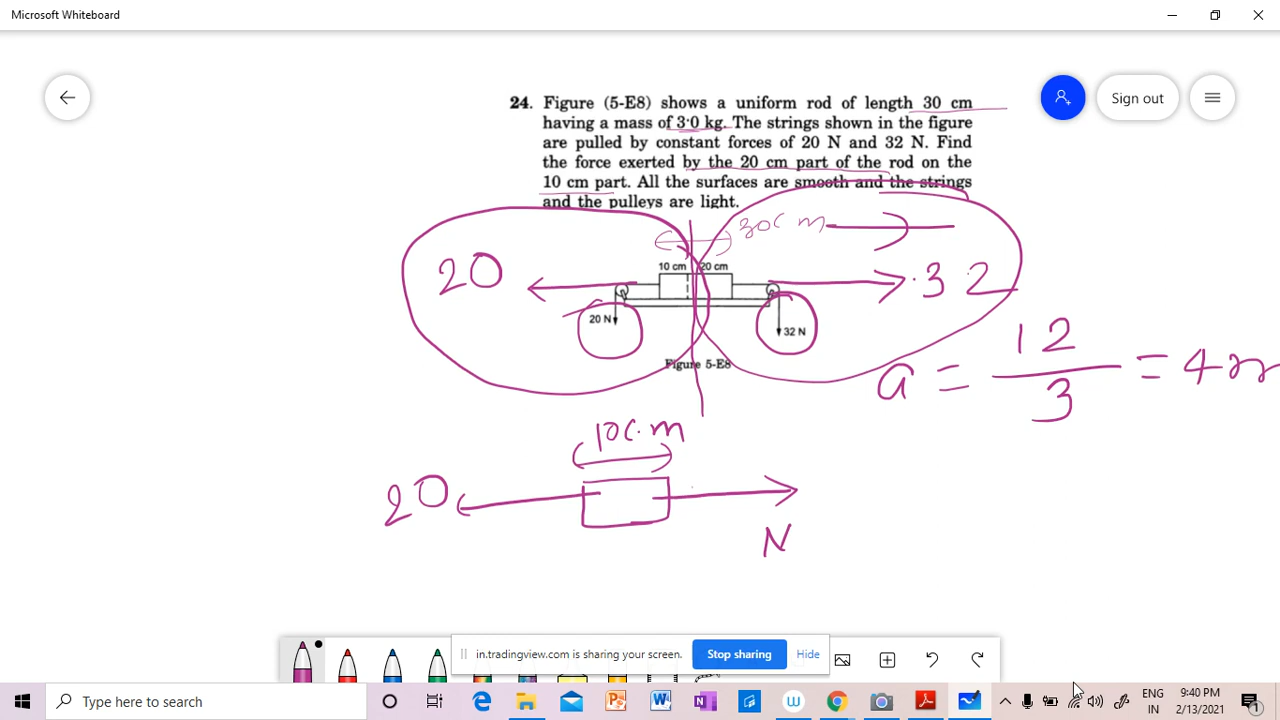 Microsoft Whiteboard
Sign out
24. Figure (5-E8) shows a uniform rod of length 30 cm
having a mass of 3·0 kg. The strings shown in the figure
are pulled by constant forces of 20 N and 32 N. Find
the force exerted by the 20 cm part of the rod on the
10 cm part. All the surfaces are smooth and the strings
and the pulleys are light.
30c m
20
10 cm
20 cm
32
20 N
32 N
Figure 5-E8
a = 12/3 = 4
10c.m
20
N
in.tradingview.com is sharing your screen.
Stop sharing
Hide
Type here to search
ENG
IN
9:40 PM
2/13/2021